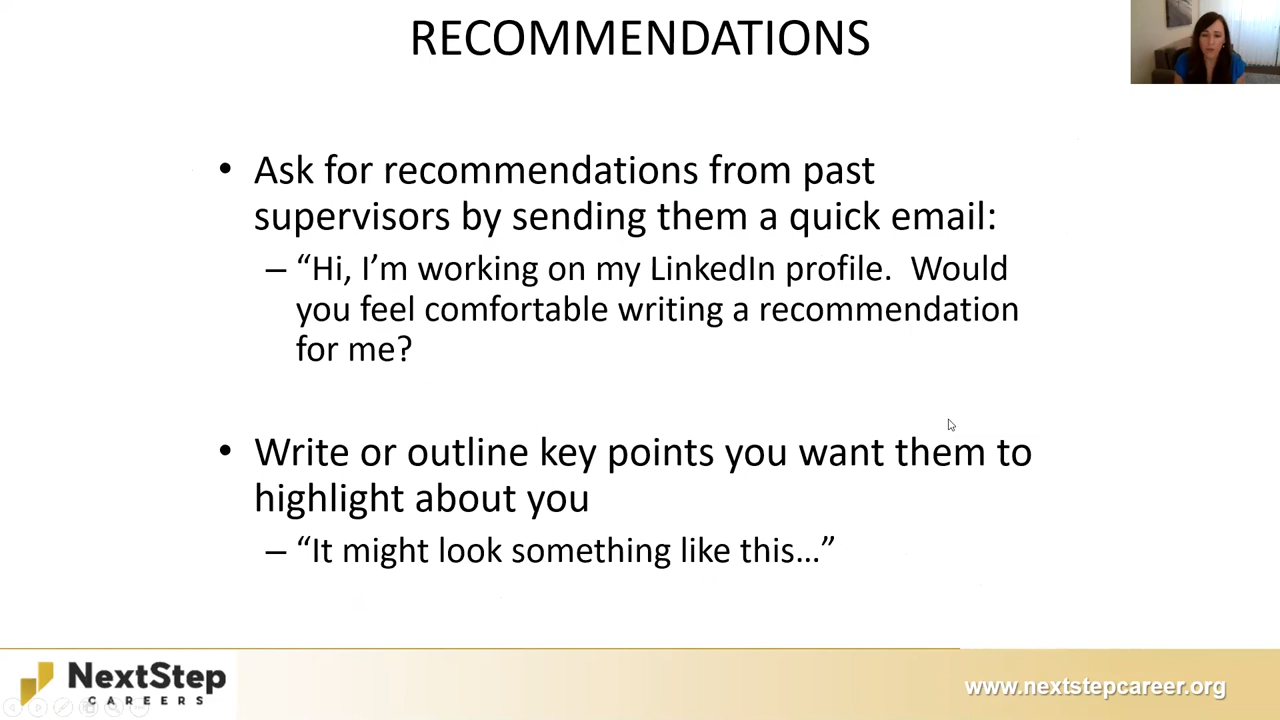 RECOMMENDATIONS
• Ask for recommendations from past
supervisors by sending them a quick email:
– “Hi, I’m working on my LinkedIn profile.  Would
you feel comfortable writing a recommendation
for me?
• Write or outline key points you want them to
highlight about you
– “It might look something like this…”
NextStep
CAREERS
www.nextstepcareer.org